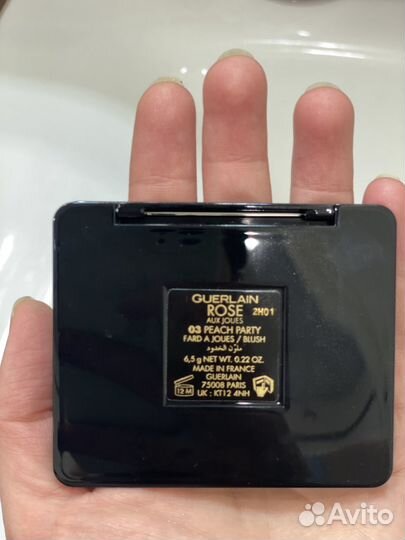 GUERLAIN
ROSE 2H01
AUX JOUES
03 PEACH PARTY
FARD A JOUES / BLUSH
ملوّن الخدود
6,5 g NET WT. 0.22 OZ.
MADE IN FRANCE
GUERLAIN
75008 PARIS
UK : KT12 4NH
12 M
Avito